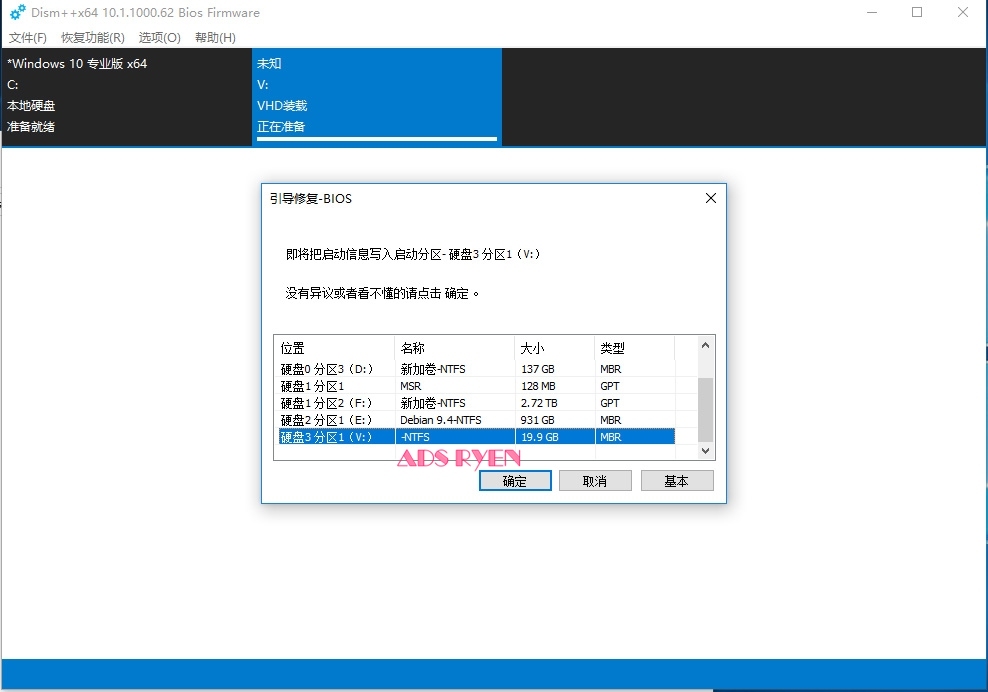 Dism++x64 10.1.1000.62 Bios Firmware
文件(F) 恢复功能(R) 选项(O) 帮助(H)
*Windows 10 专业版 x64
C:
本地硬盘
准备就绪
未知
V:
VHD装载
正在准备
引导修复-BIOS
即将把启动信息写入启动分区- 硬盘3 分区1（V:）
没有异议或者看不懂的请点击 确定 。
位置 名称 大小 类型
硬盘0 分区3（D:） 新加卷-NTFS 137 GB MBR
硬盘1 分区1 MSR 128 MB GPT
硬盘1 分区2（F:） 新加卷-NTFS 2.72 TB GPT
硬盘2 分区1（E:） Debian 9.4-NTFS 931 GB MBR
硬盘3 分区1（V:） -NTFS 19.9 GB MBR
ADS RYEN
确定 取消 基本